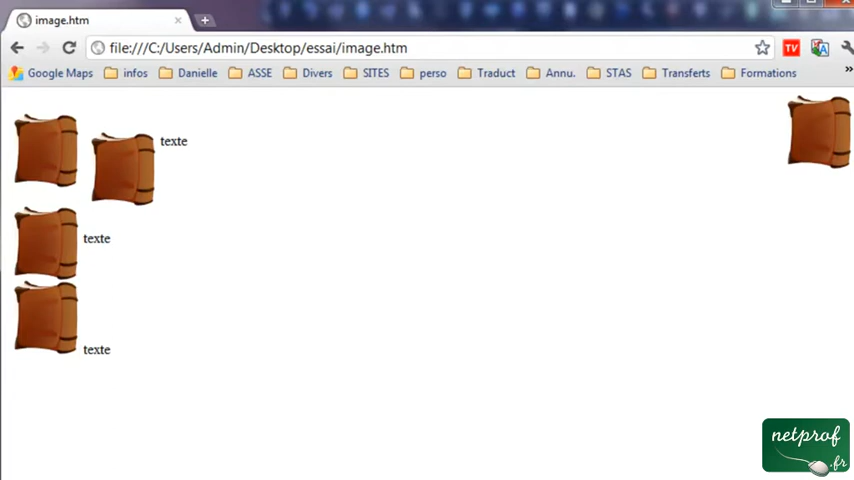 image.htm
file:///C:/Users/Admin/Desktop/essai/image.htm
TV
Google Maps infos Danielle ASSE Divers SITES perso Traduct Annu. STAS Transferts Formations »
texte
texte
texte
netprof
.fr